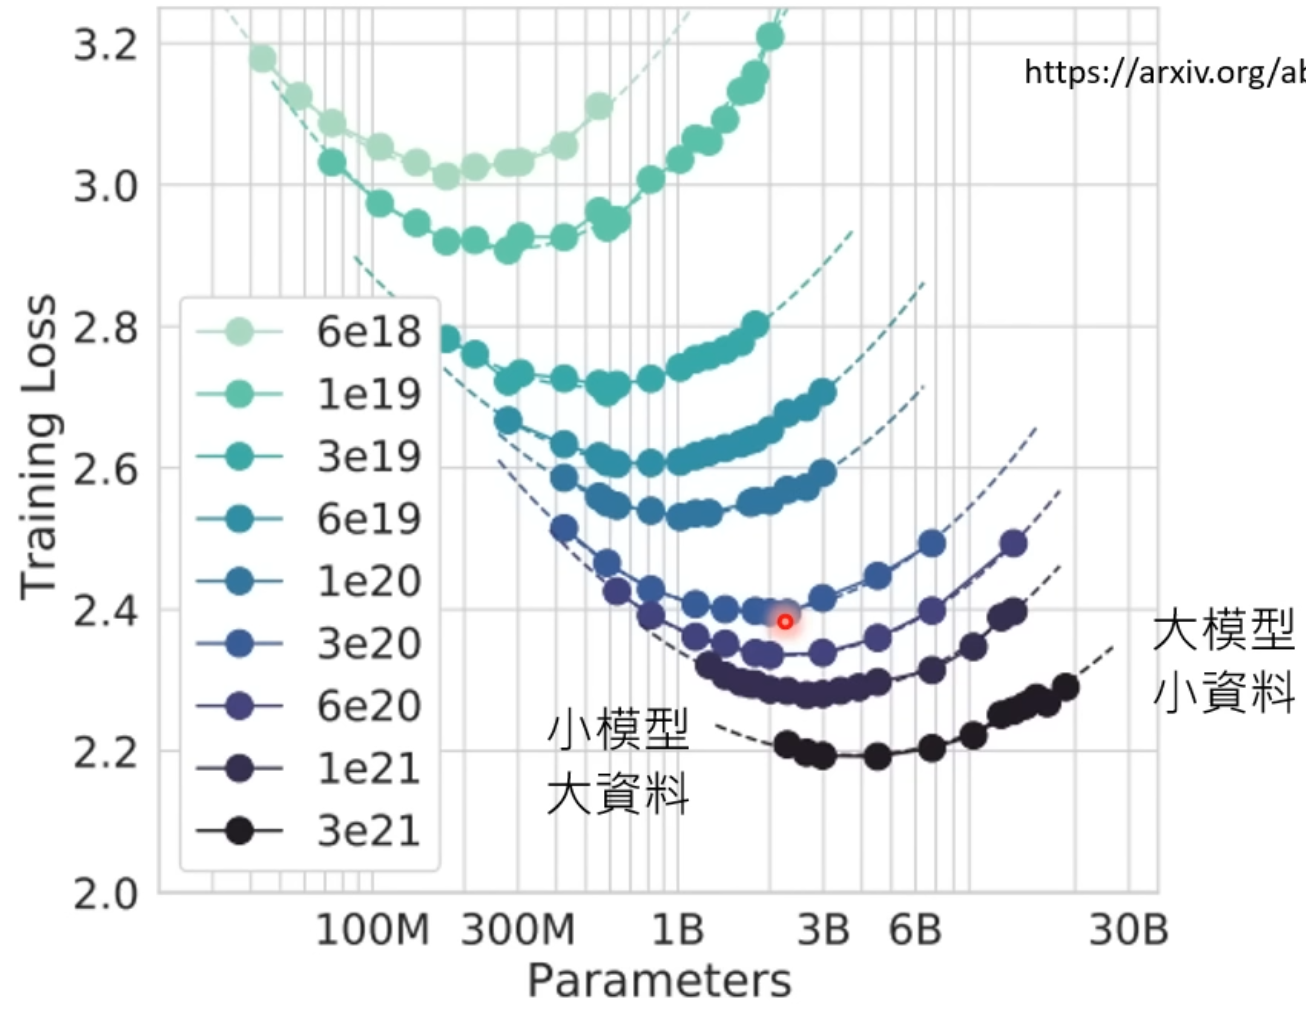 https://arxiv.org/ab
3.2
3.0
2.8
2.6
2.4
2.2
2.0
Training Loss
6e18
1e19
3e19
6e19
1e20
3e20
6e20
1e21
3e21
大模型
小資料
小模型
大資料
100M 300M 1B 3B 6B 30B
Parameters